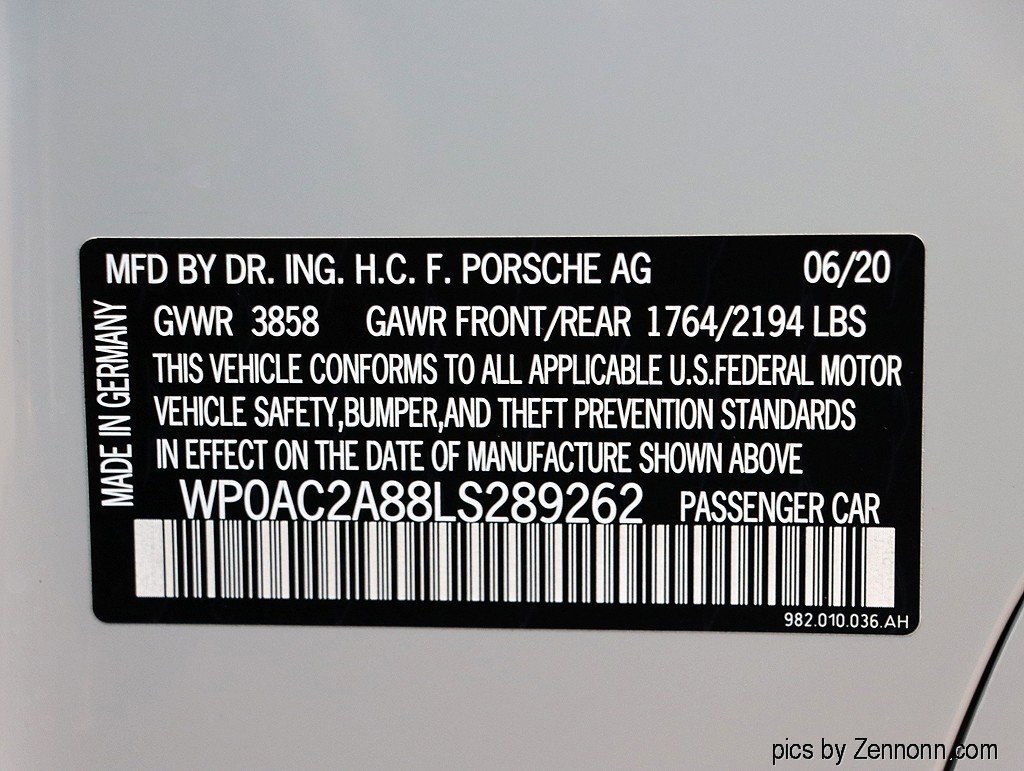 MFD BY DR. ING. H.C. F. PORSCHE AG 06/20
MADE IN GERMANY
GVWR 3858 GAWR FRONT/REAR 1764/2194 LBS
THIS VEHICLE CONFORMS TO ALL APPLICABLE U.S.FEDERAL MOTOR
VEHICLE SAFETY,BUMPER,AND THEFT PREVENTION STANDARDS
IN EFFECT ON THE DATE OF MANUFACTURE SHOWN ABOVE
WP0AC2A88LS289262 PASSENGER CAR
982.010.036.AH
pics by Zennonn.com